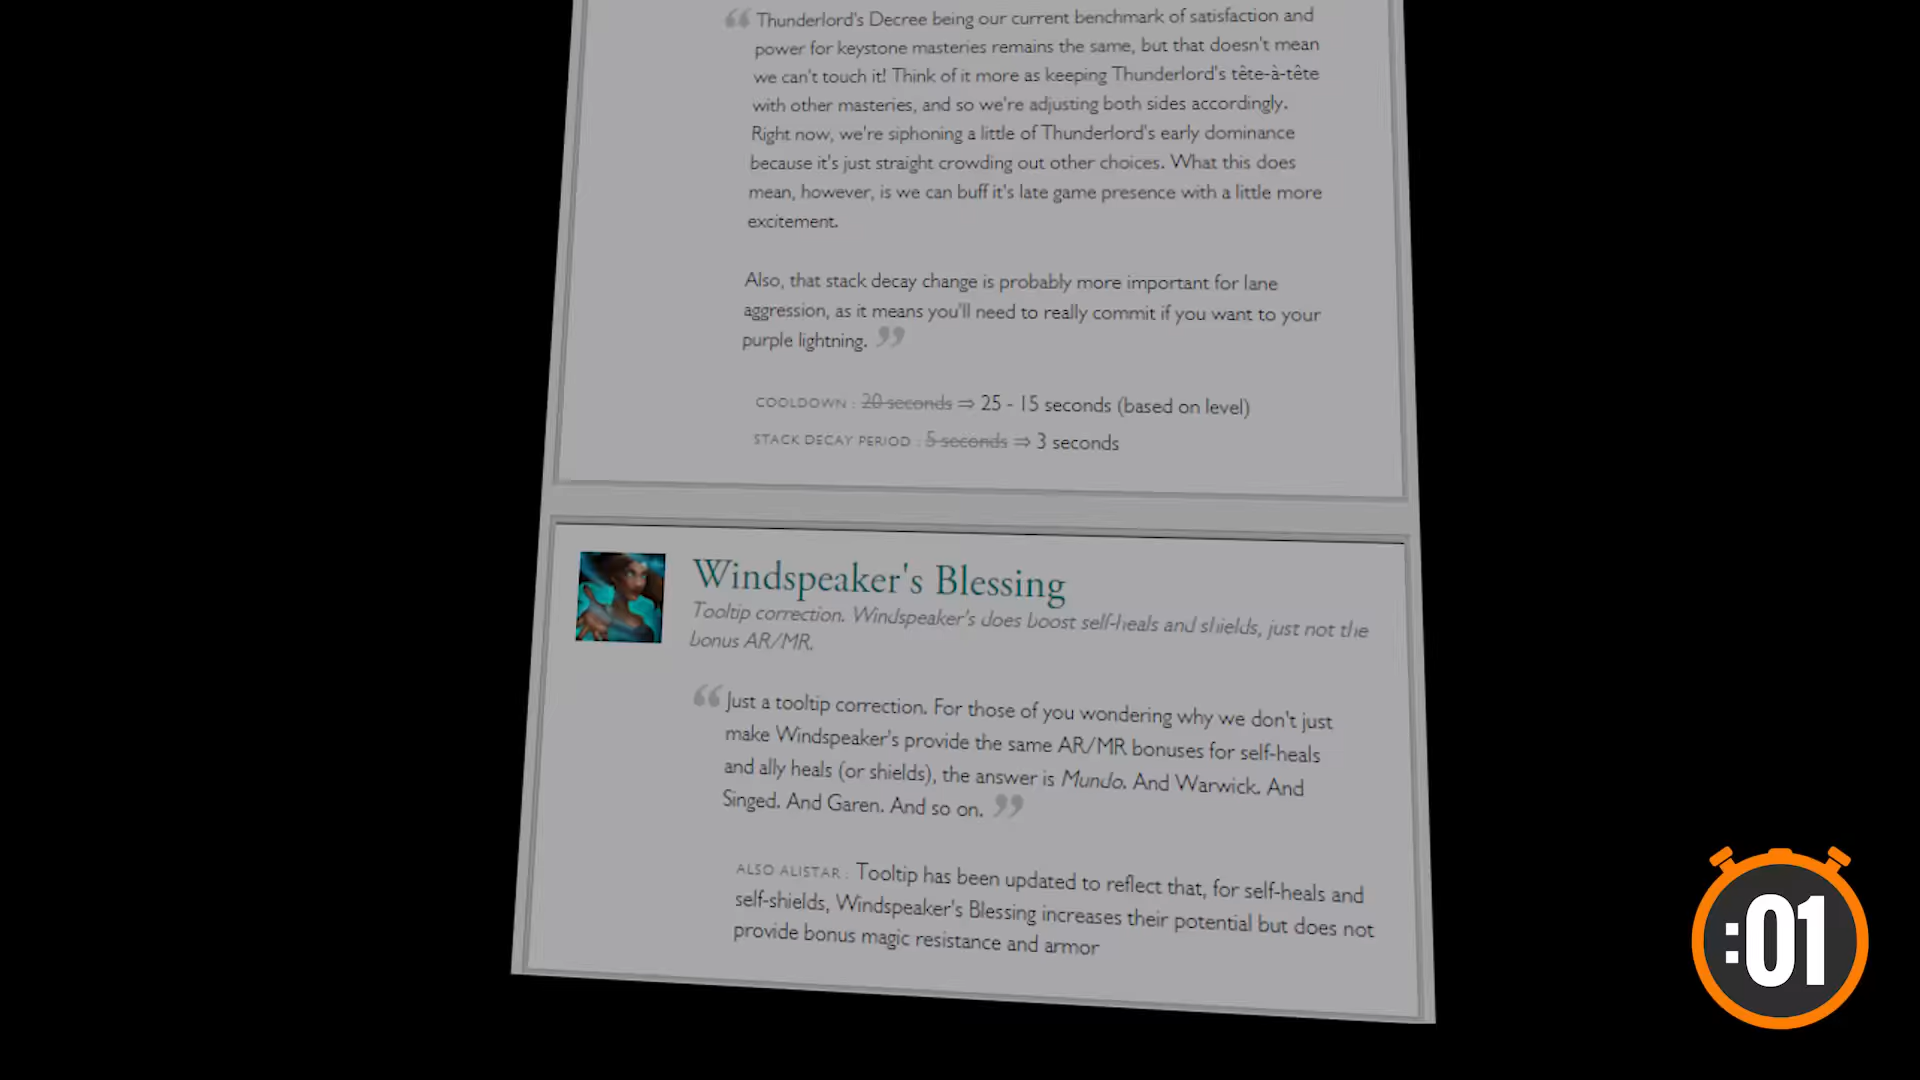 “ Thunderlord's Decree being our current benchmark of satisfaction and
power for keystone masteries remains the same, but that doesn't mean
we can't touch it! Think of it more as keeping Thunderlord's tête-à-tête
with other masteries, and so we're adjusting both sides accordingly.
Right now, we're siphoning a little of Thunderlord's early dominance
because it's just straight crowding out other choices. What this does
mean, however, is we can buff it's late game presence with a little more
excitement.
Also, that stack decay change is probably more important for lane
aggression, as it means you'll need to really commit if you want to your
purple lightning. ”
COOLDOWN : 20 seconds ⇒ 25 - 15 seconds (based on level)
STACK DECAY PERIOD : 5 seconds ⇒ 3 seconds
Windspeaker's Blessing
Tooltip correction. Windspeaker's does boost self-heals and shields, just not the
bonus AR/MR.
“ Just a tooltip correction. For those of you wondering why we don't just
make Windspeaker's provide the same AR/MR bonuses for self-heals
and ally heals (or shields), the answer is Mundo. And Warwick. And
Singed. And Garen. And so on. ”
ALSO ALISTAR : Tooltip has been updated to reflect that, for self-heals and
self-shields, Windspeaker's Blessing increases their potential but does not
provide bonus magic resistance and armor
:01